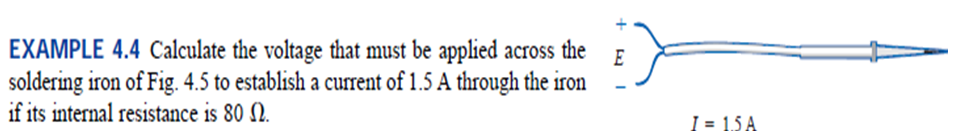 EXAMPLE 4.4 Calculate the voltage that must be applied across the
soldering iron of Fig. 4.5 to establish a current of 1.5 A through the iron
if its internal resistance is 80 Ω.
+
E
–
I = 1.5 A